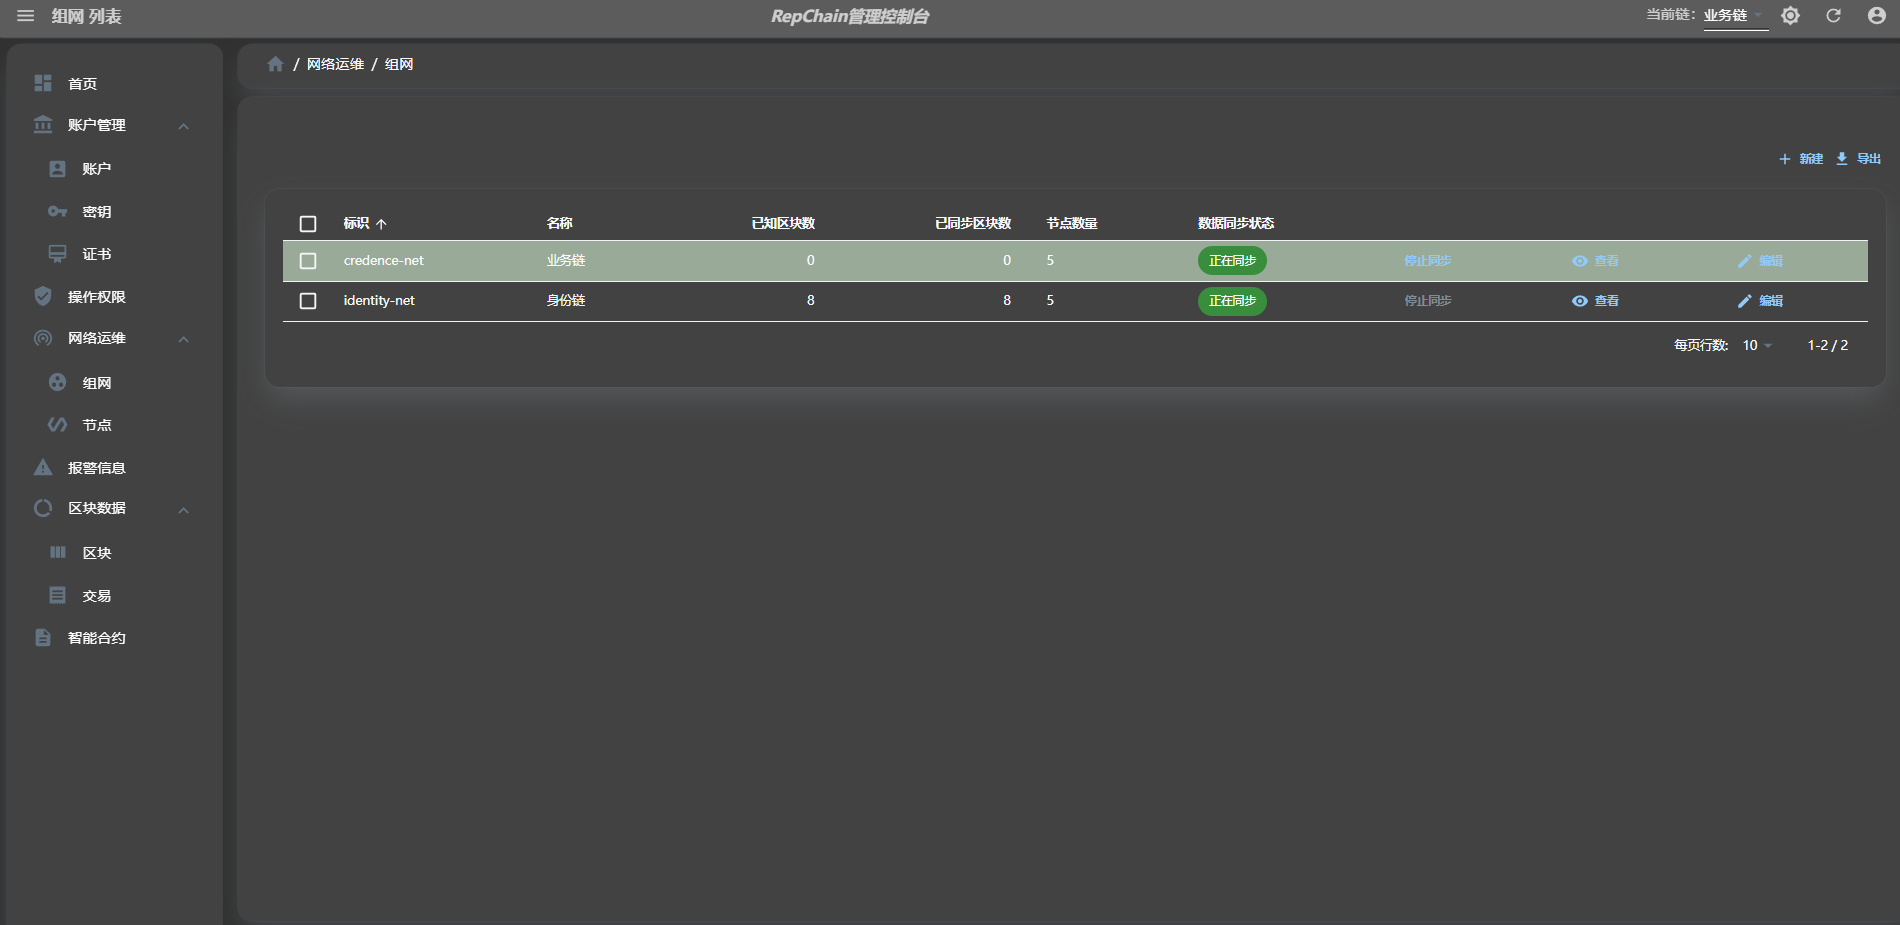 组网 列表
RepChain管理控制台
当前链: 业务链
首页
账户管理
账户
密钥
证书
操作权限
网络运维
组网
节点
报警信息
区块数据
区块
交易
智能合约
/ 网络运维 / 组网
新建 导出
标识 名称 已知区块数 已同步区块数 节点数量 数据同步状态
credence-net 业务链 0 0 5 正在同步 停止同步 查看 编辑
identity-net 身份链 8 8 5 正在同步 停止同步 查看 编辑
每页行数: 10 1-2 / 2